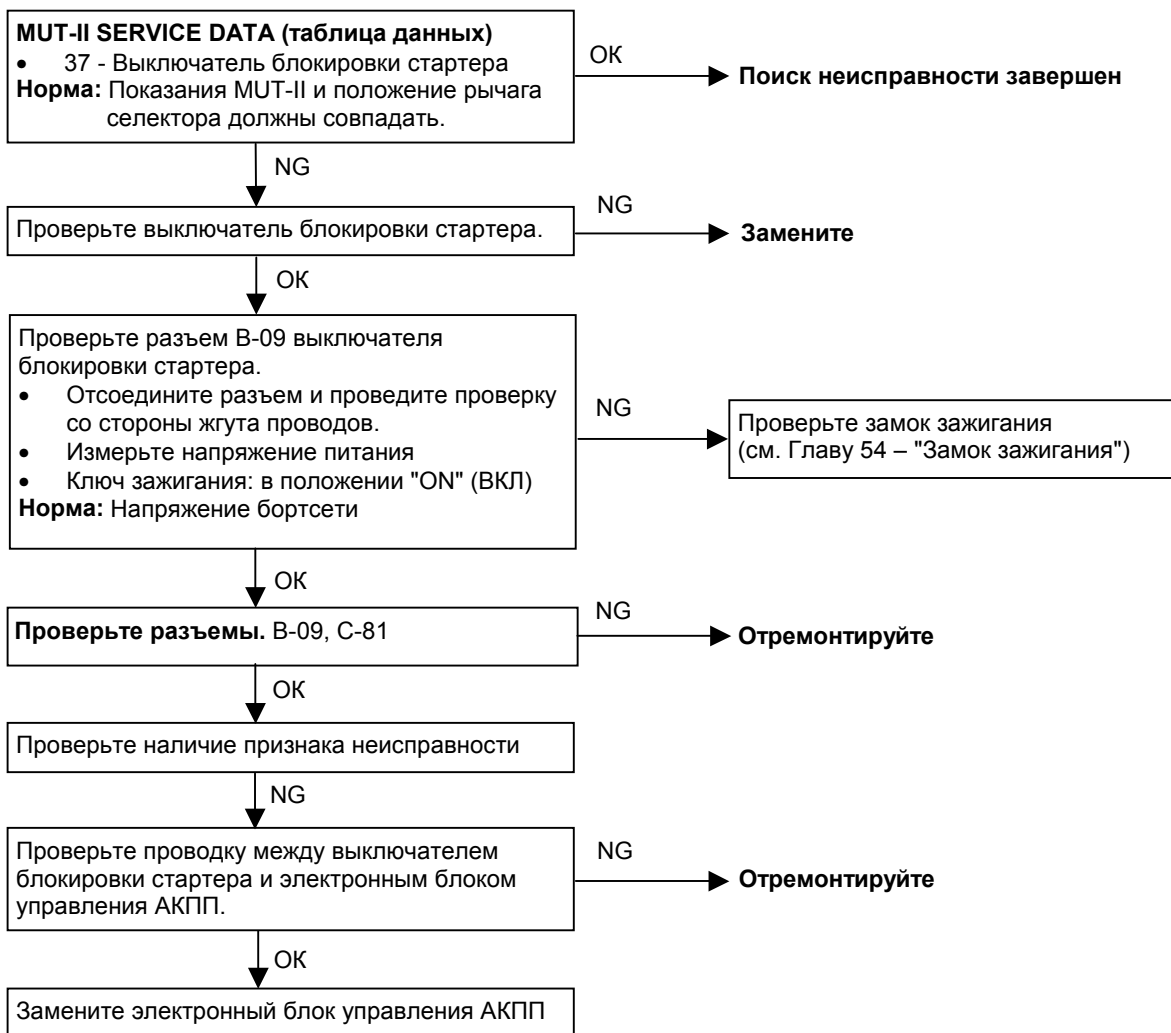 MUT-II SERVICE DATA (таблица данных)
• 37 - Выключатель блокировки стартера
Норма: Показания MUT-II и положение рычага
селектора должны совпадать.
OK
Поиск неисправности завершен
NG
Проверьте выключатель блокировки стартера.
NG
Замените
OK
Проверьте разъем B-09 выключателя
блокировки стартера.
• Отсоедините разъем и проведите проверку
со стороны жгута проводов.
• Измерьте напряжение питания
• Ключ зажигания: в положении "ON" (ВКЛ)
Норма: Напряжение бортсети
NG
Проверьте замок зажигания
(см. Главу 54 – "Замок зажигания")
OK
Проверьте разъемы. B-09, C-81
NG
Отремонтируйте
OK
Проверьте наличие признака неисправности
NG
Проверьте проводку между выключателем
блокировки стартера и электронным блоком
управления АКПП.
NG
Отремонтируйте
OK
Замените электронный блок управления АКПП